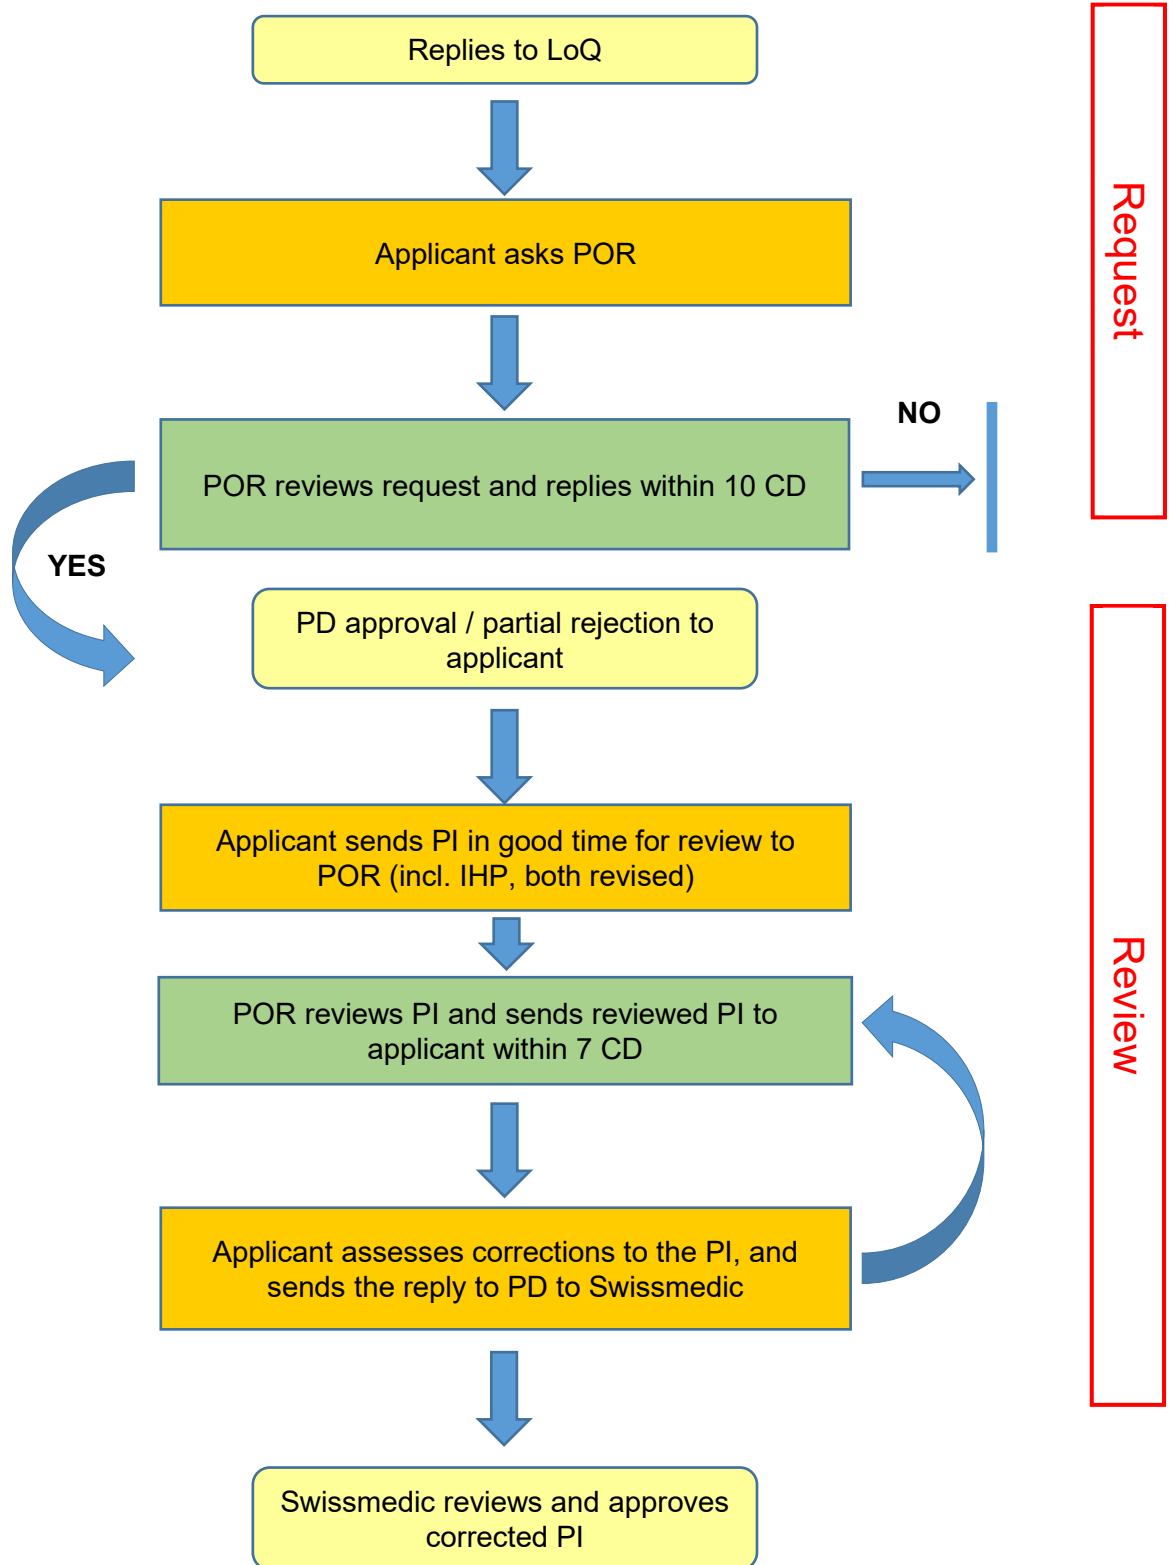 Replies to LoQ
Applicant asks POR
Request
NO
POR reviews request and replies within 10 CD
YES
PD approval / partial rejection to
applicant
Applicant sends PI in good time for review to
POR (incl. IHP, both revised)
Review
POR reviews PI and sends reviewed PI to
applicant within 7 CD
Applicant assesses corrections to the PI, and
sends the reply to PD to Swissmedic
Swissmedic reviews and approves
corrected PI